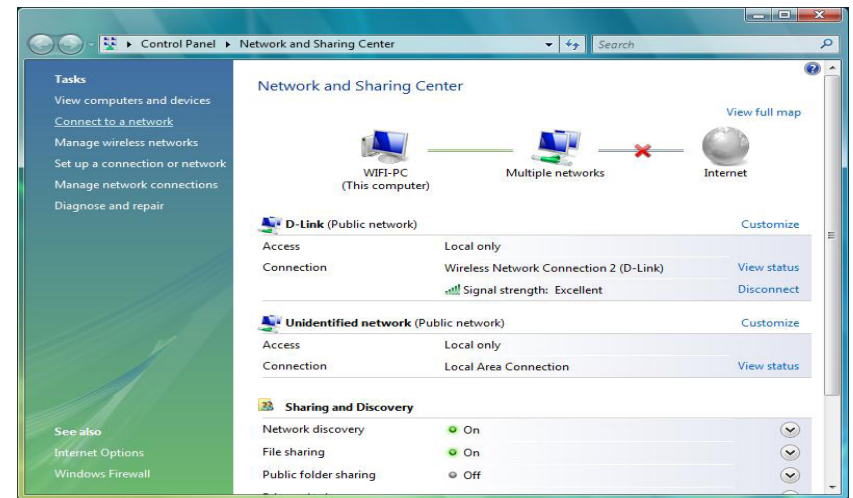 Control Panel Network and Sharing Center Search
Tasks
View computers and devices
Connect to a network
Manage wireless networks
Set up a connection or network
Manage network connections
Diagnose and repair
See also
Internet Options
Windows Firewall
Network and Sharing Center
View full map
WIFI-PC
(This computer)
Multiple networks
Internet
D-Link (Public network) Customize
Access Local only
Connection Wireless Network Connection 2 (D-Link) View status
Signal strength: Excellent Disconnect
Unidentified network (Public network) Customize
Access Local only
Connection Local Area Connection View status
Sharing and Discovery
Network discovery On
File sharing On
Public folder sharing Off